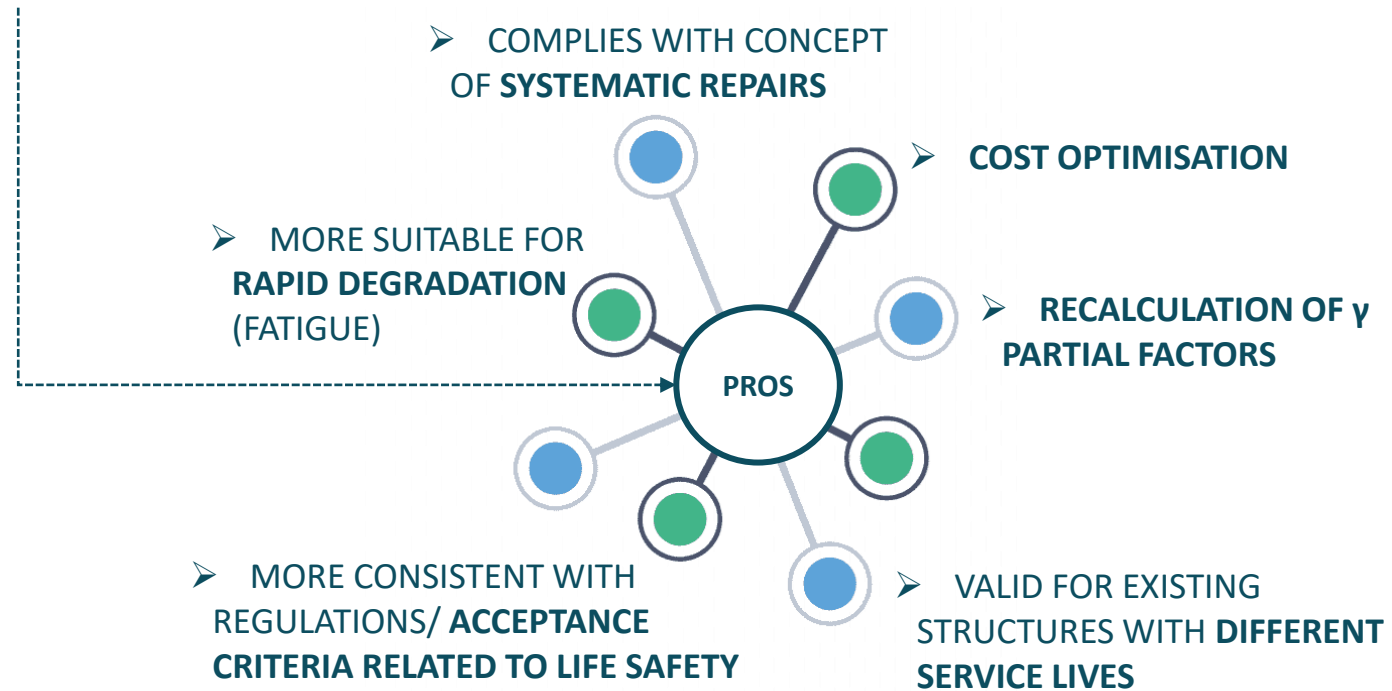 ➢ COMPLIES WITH CONCEPT
OF SYSTEMATIC REPAIRS
➢ COST OPTIMISATION
➢ MORE SUITABLE FOR
RAPID DEGRADATION
(FATIGUE)
➢ RECALCULATION OF γ
PARTIAL FACTORS
PROS
➢ MORE CONSISTENT WITH
REGULATIONS/ ACCEPTANCE
CRITERIA RELATED TO LIFE SAFETY
➢ VALID FOR EXISTING
STRUCTURES WITH DIFFERENT
SERVICE LIVES